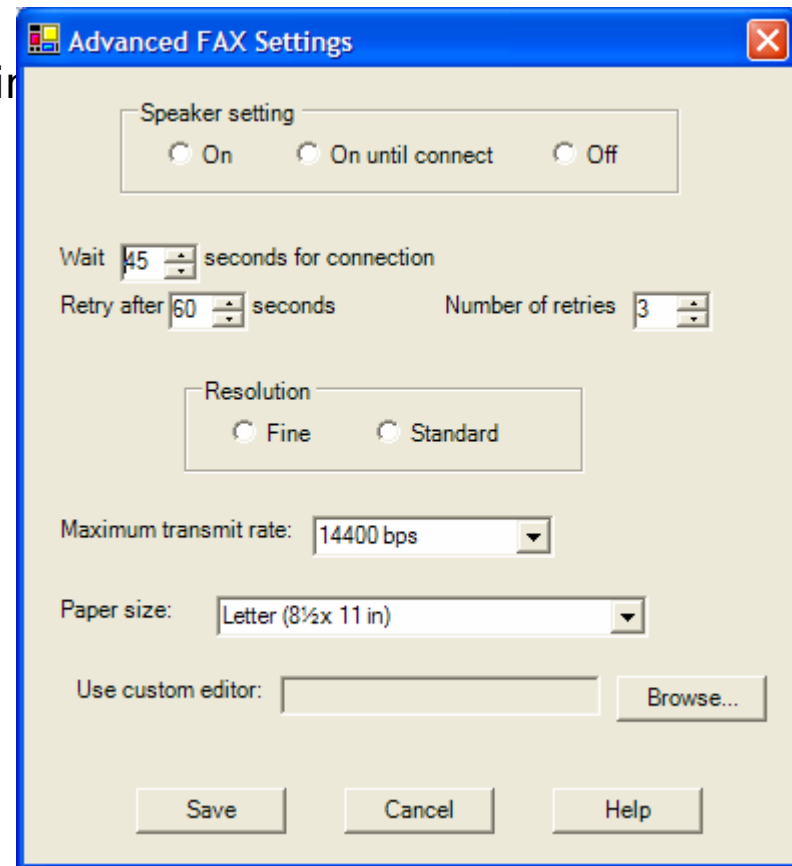 Advanced FAX Settings
in
Speaker setting
On On until connect Off
Wait 45 seconds for connection
Retry after 60 seconds Number of retries 3
Resolution
Fine Standard
Maximum transmit rate: 14400 bps
Paper size: Letter (8½x 11 in)
Use custom editor: Browse...
Save Cancel Help